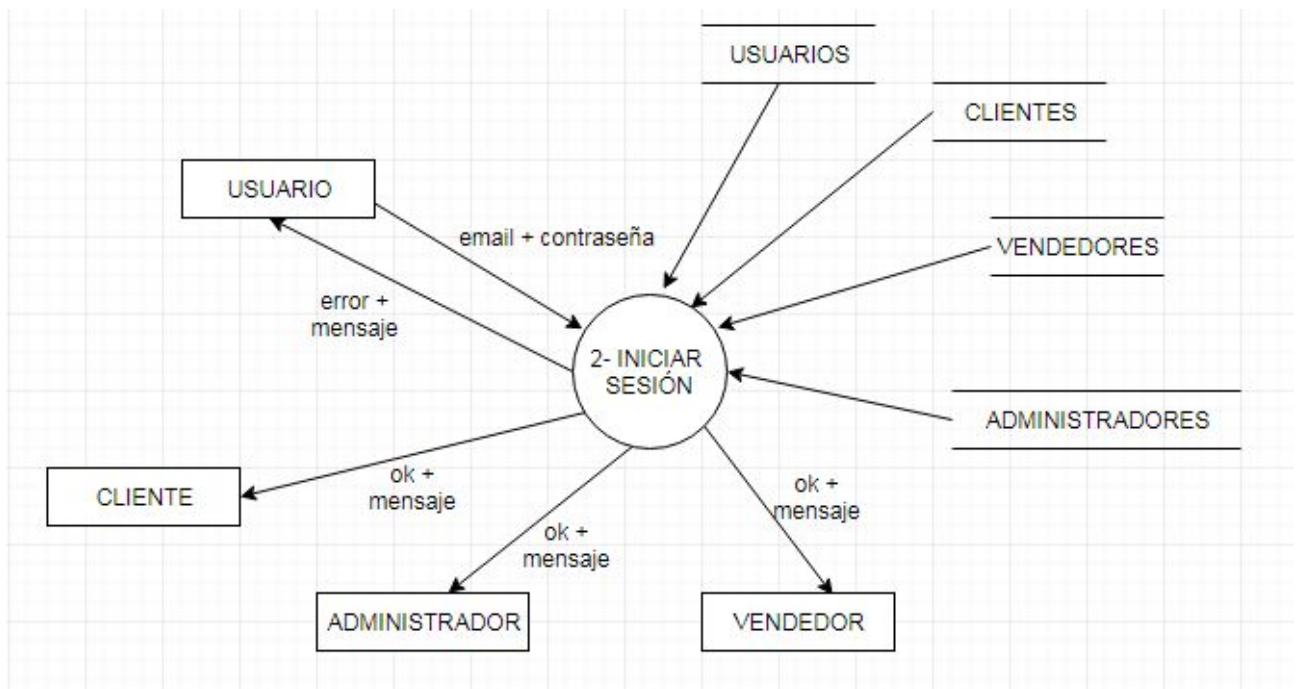 USUARIOS
CLIENTES
USUARIO
email + contraseña
VENDEDORES
error +
mensaje
2- INICIAR
SESIÓN
ADMINISTRADORES
CLIENTE
ok +
mensaje
ok +
mensaje
ok +
mensaje
ADMINISTRADOR
VENDEDOR